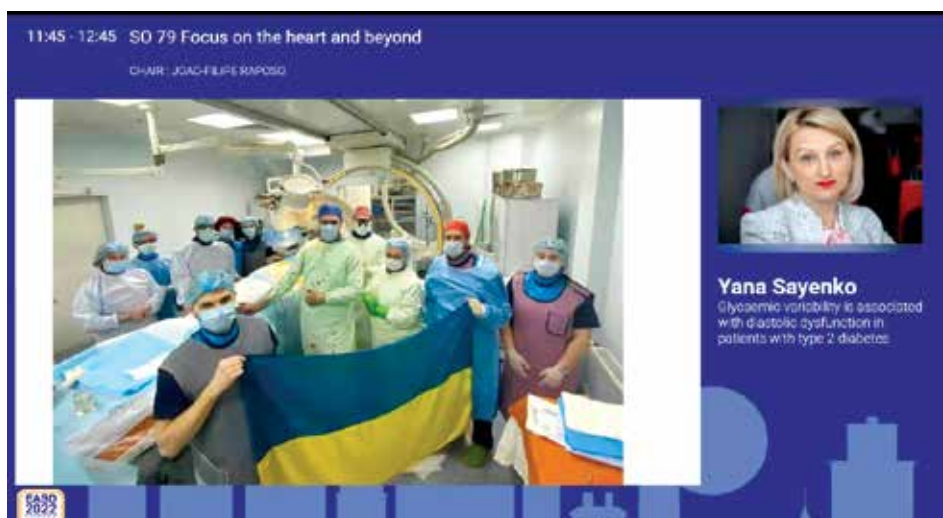 11:45 - 12:45 SO 79 Focus on the heart and beyond
CHAIR: JOAO-FILIPE RAPOSO
Yana Sayenko
Glycaemic variability is associated
with diastolic dysfunction in
patients with type 2 diabetes
EASD
2022